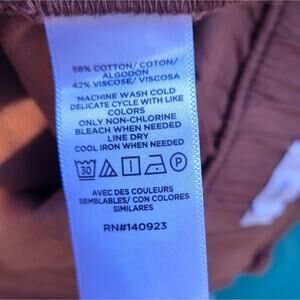 58% COTTON/ COTON/
ALGODON
42% VISCOSE/ VISCOSA
MACHINE WASH COLD
DELICATE CYCLE WITH LIKE
COLORS
ONLY NON-CHLORINE
BLEACH WHEN NEEDED
LINE DRY
COOL IRON WHEN NEEDED
30 P
AVEC DES COULEURS
SEMBLABLES/ CON COLORES
SIMILARES
RN#140923